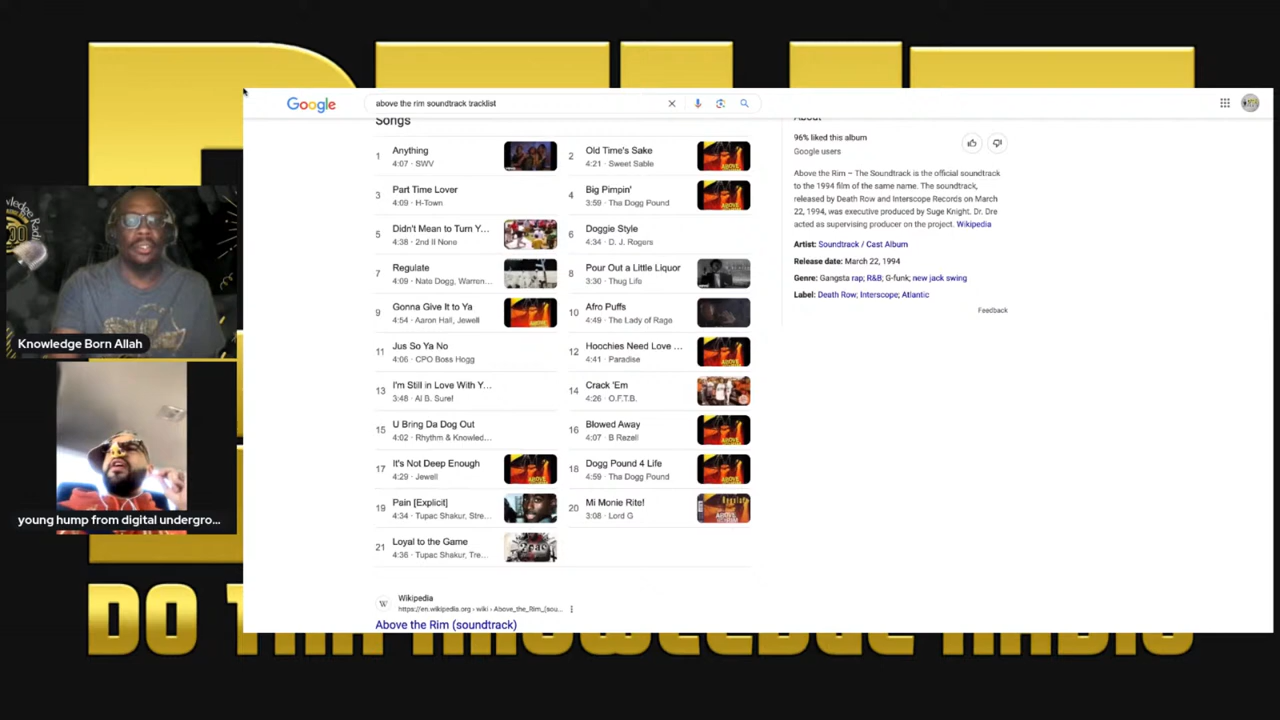 Google
above the rim soundtrack tracklist
Songs
1 Anything
4:07 · SWV
2 Old Time's Sake
4:21 · Sweet Sable
3 Part Time Lover
4:09 · H-Town
4 Big Pimpin'
3:59 · Tha Dogg Pound
5 Didn't Mean to Turn Y...
4:38 · 2nd II None
6 Doggie Style
4:34 · D. J. Rogers
7 Regulate
4:09 · Nate Dogg, Warren...
8 Pour Out a Little Liquor
3:30 · Thug Life
9 Gonna Give It to Ya
4:54 · Aaron Hall, Jewell
10 Afro Puffs
4:49 · The Lady of Rage
11 Jus So Ya No
4:06 · CPO Boss Hogg
12 Hoochies Need Love ...
4:41 · Paradise
13 I'm Still in Love With Y...
3:48 · Al B. Sure!
14 Crack 'Em
4:26 · O.F.T.B.
15 U Bring Da Dog Out
4:02 · Rhythm & Knowled...
16 Blowed Away
4:07 · B Rezell
17 It's Not Deep Enough
4:29 · Jewell
18 Dogg Pound 4 Life
4:59 · Tha Dogg Pound
19 Pain [Explicit]
4:34 · Tupac Shakur, Stre...
20 Mi Monie Rite!
3:08 · Lord G
21 Loyal to the Game
4:36 · Tupac Shakur, Tre...
W Wikipedia
https://en.wikipedia.org › wiki › Above_the_Rim_(sou...
Above the Rim (soundtrack)
About
96% liked this album
Google users
Above the Rim – The Soundtrack is the official soundtrack
to the 1994 film of the same name. The soundtrack,
released by Death Row and Interscope Records on March
22, 1994, was executive produced by Suge Knight. Dr. Dre
acted as supervising producer on the project. Wikipedia
Artist: Soundtrack / Cast Album
Release date: March 22, 1994
Genre: Gangsta rap; R&B; G-funk; new jack swing
Label: Death Row; Interscope; Atlantic
Feedback
Knowledge Born Allah
young hump from digital undergro...
DO
RADIO